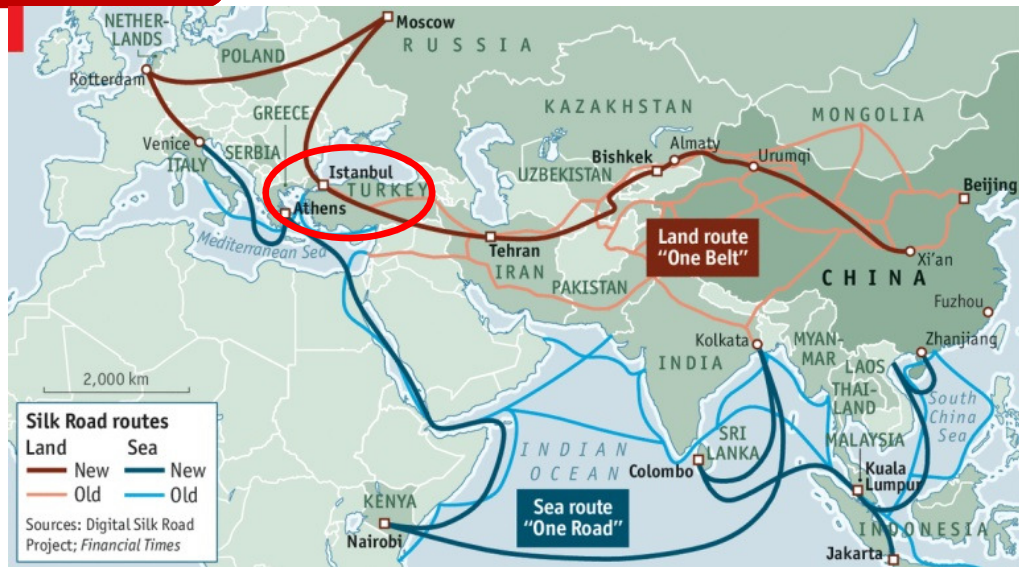 NETHER-
LANDS
Moscow
RUSSIA
POLAND
Rotterdam
GREECE
KAZAKHSTAN
MONGOLIA
Venice
ITALY
SERBIA
Almaty
Bishkek
Urumqi
Istanbul
TURKEY
UZBEKISTAN
Beijing
Athens
Mediterranean Sea
Tehran
Land route
"One Belt"
Xi'an
IRAN
CHINA
PAKISTAN
Fuzhou
Kolkata
MYAN-
MAR
Zhanjiang
INDIA
LAOS
2,000 km
THAI-
LAND
South
China
Sea
Silk Road routes
Land
Sea
New
New
Old
Old
Sources: Digital Silk Road
Project; Financial Times
INDIAN
OCEAN
SRI
LANKA
MALAYSIA
Colombo
Kuala
Lumpur
KENYA
Sea route
"One Road"
INDONESIA
Nairobi
Jakarta